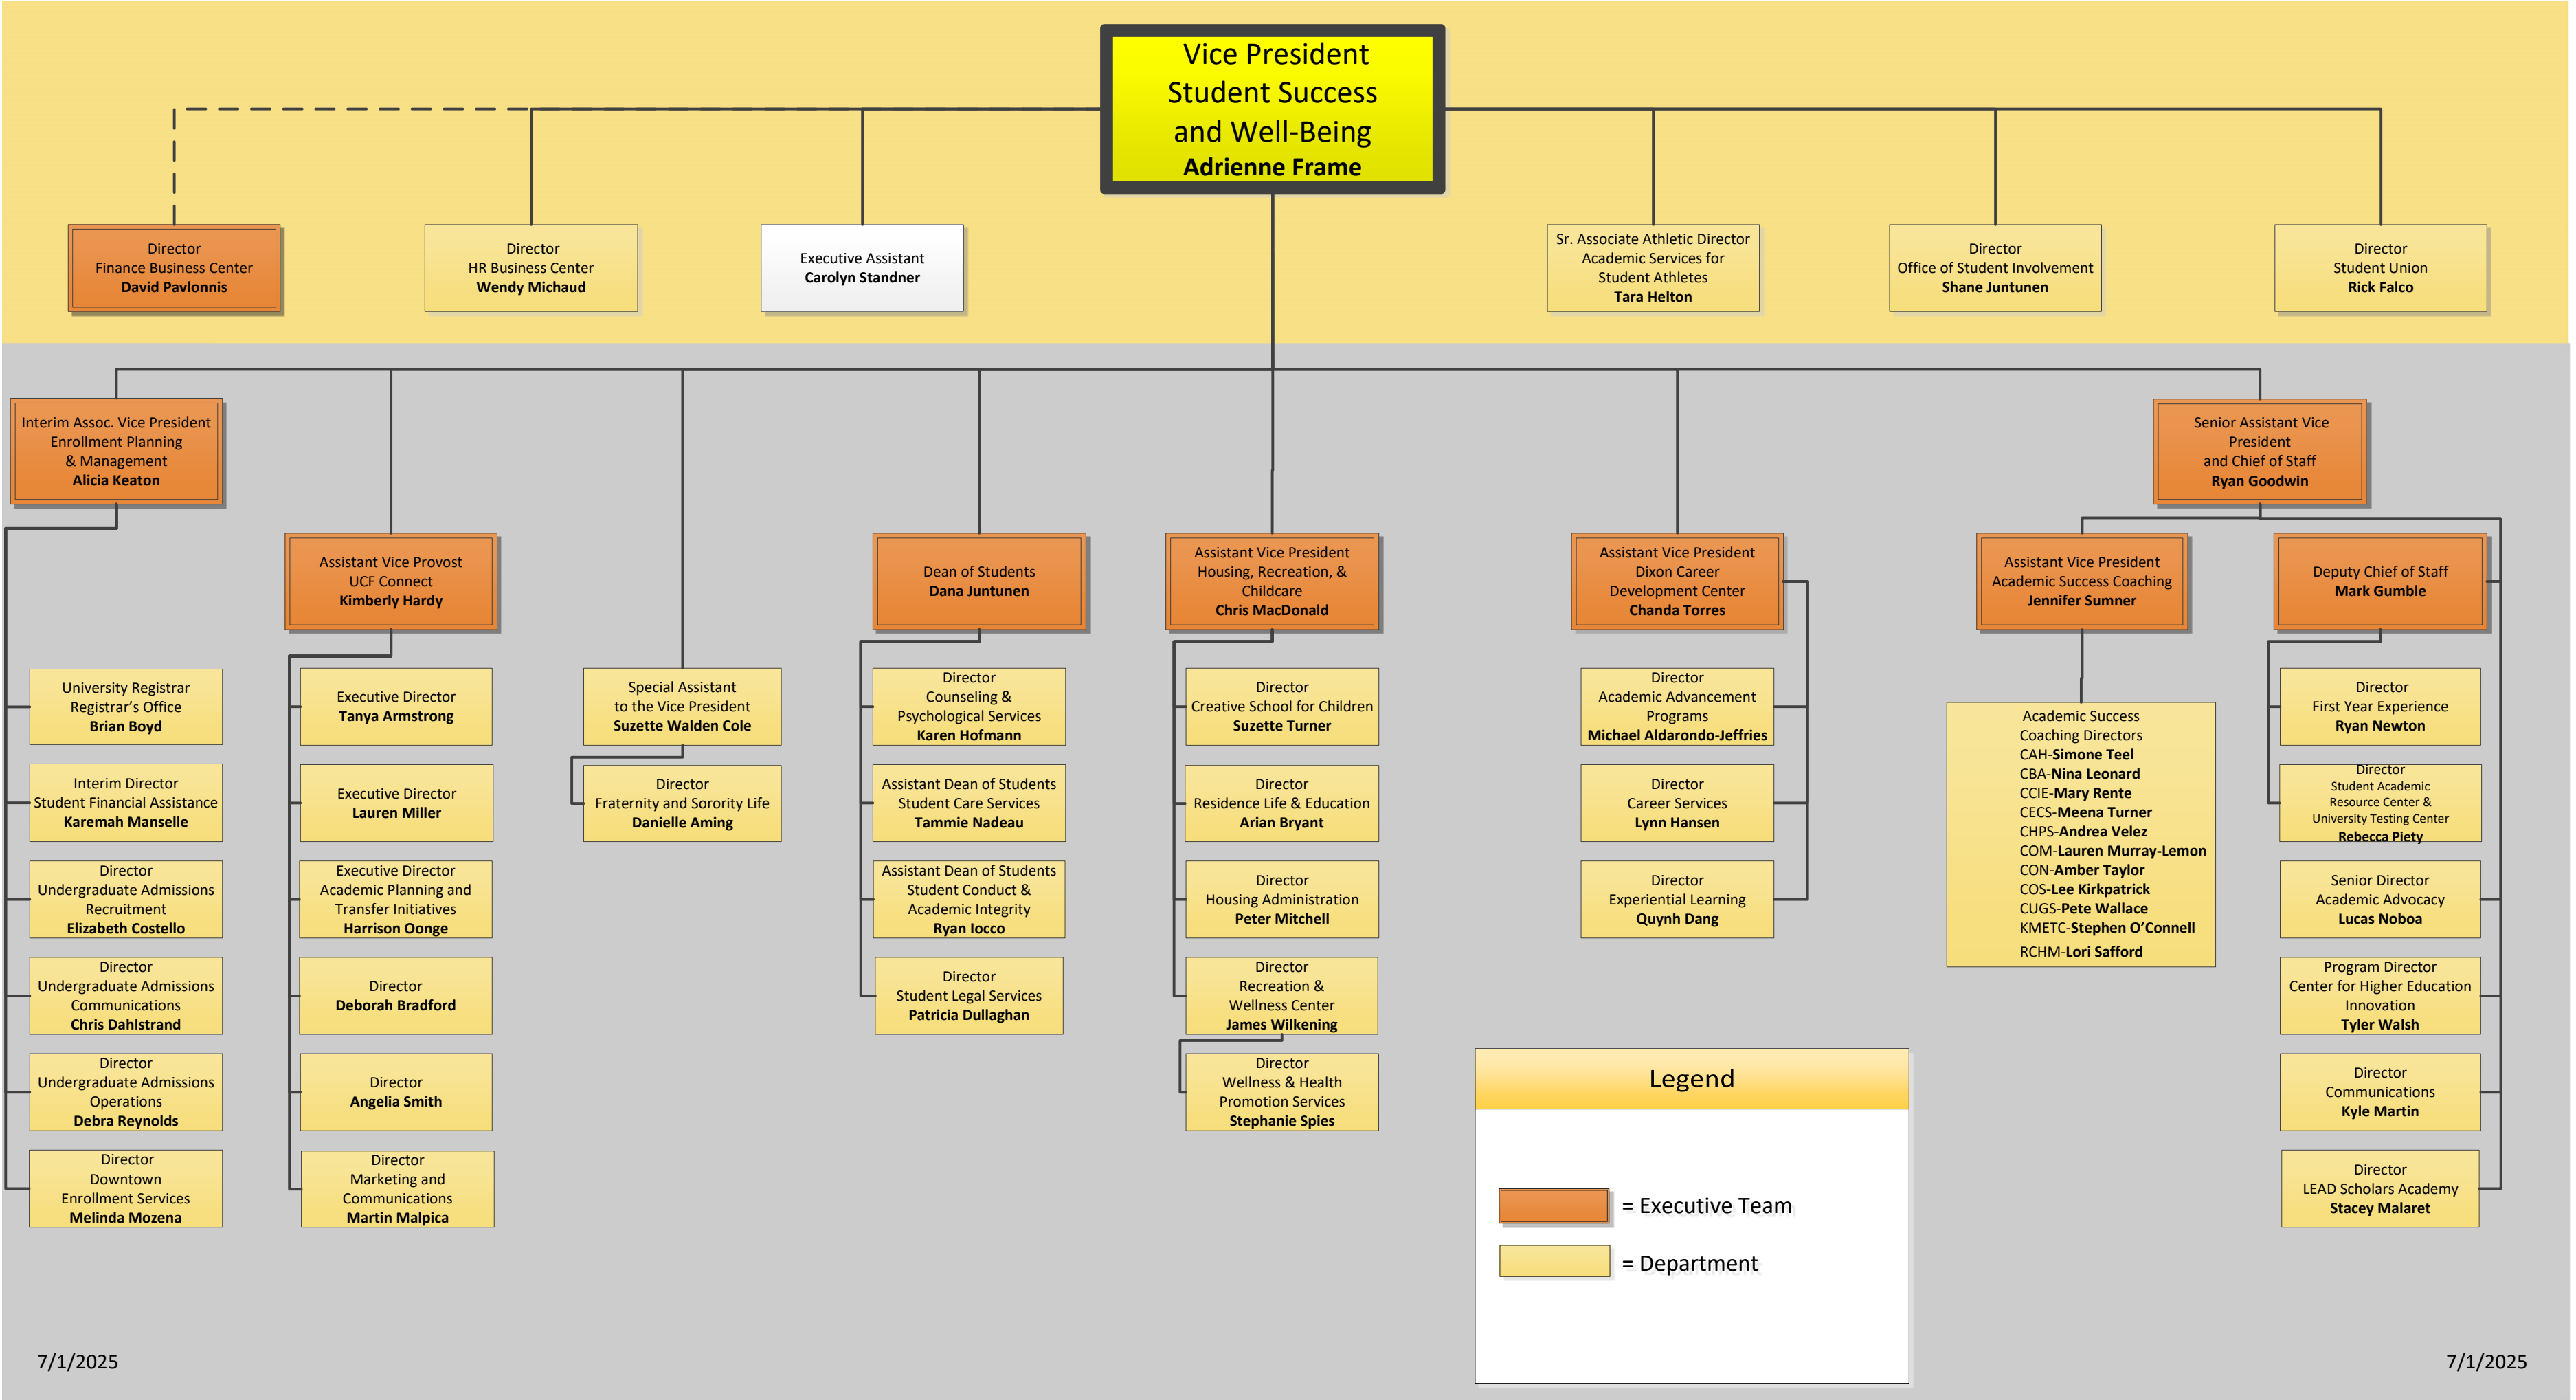 Vice President
Student Success
and Well-Being
Adrienne Frame
Director
Finance Business Center
David Pavlonnis
Director
HR Business Center
Wendy Michaud
Executive Assistant
Carolyn Standner
Sr. Associate Athletic Director
Academic Services for
Student Athletes
Tara Helton
Director
Office of Student Involvement
Shane Juntunen
Director
Student Union
Rick Falco
Interim Assoc. Vice President
Enrollment Planning
& Management
Alicia Keaton
Senior Assistant Vice
President
and Chief of Staff
Ryan Goodwin
Assistant Vice Provost
UCF Connect
Kimberly Hardy
Dean of Students
Dana Juntunen
Assistant Vice President
Housing, Recreation, &
Childcare
Chris MacDonald
Assistant Vice President
Dixon Career
Development Center
Chanda Torres
Assistant Vice President
Academic Success Coaching
Jennifer Sumner
Deputy Chief of Staff
Mark Gumble
University Registrar
Registrar’s Office
Brian Boyd
Interim Director
Student Financial Assistance
Karemah Manselle
Director
Undergraduate Admissions
Recruitment
Elizabeth Costello
Director
Undergraduate Admissions
Communications
Chris Dahlstrand
Director
Undergraduate Admissions
Operations
Debra Reynolds
Director
Downtown
Enrollment Services
Melinda Mozena
Executive Director
Tanya Armstrong
Executive Director
Lauren Miller
Executive Director
Academic Planning and
Transfer Initiatives
Harrison Oonge
Director
Deborah Bradford
Director
Angelia Smith
Director
Marketing and
Communications
Martin Malpica
Special Assistant
to the Vice President
Suzette Walden Cole
Director
Fraternity and Sorority Life
Danielle Aming
Director
Counseling &
Psychological Services
Karen Hofmann
Assistant Dean of Students
Student Care Services
Tammie Nadeau
Assistant Dean of Students
Student Conduct &
Academic Integrity
Ryan Iocco
Director
Student Legal Services
Patricia Dullaghan
Director
Creative School for Children
Suzette Turner
Director
Residence Life & Education
Arian Bryant
Director
Housing Administration
Peter Mitchell
Director
Recreation &
Wellness Center
James Wilkening
Director
Wellness & Health
Promotion Services
Stephanie Spies
Director
Academic Advancement
Programs
Michael Aldarondo-Jeffries
Director
Career Services
Lynn Hansen
Director
Experiential Learning
Quynh Dang
Academic Success
Coaching Directors
CAH-Simone Teel
CBA-Nina Leonard
CCIE-Mary Rente
CECS-Meena Turner
CHPS-Andrea Velez
COM-Lauren Murray-Lemon
CON-Amber Taylor
COS-Lee Kirkpatrick
CUGS-Pete Wallace
KMETC-Stephen O’Connell
RCHM-Lori Safford
Director
First Year Experience
Ryan Newton
Director
Student Academic
Resource Center &
University Testing Center
Rebecca Piety
Senior Director
Academic Advocacy
Lucas Noboa
Program Director
Center for Higher Education
Innovation
Tyler Walsh
Director
Communications
Kyle Martin
Director
LEAD Scholars Academy
Stacey Malaret
Legend
= Executive Team
= Department
7/1/2025
7/1/2025